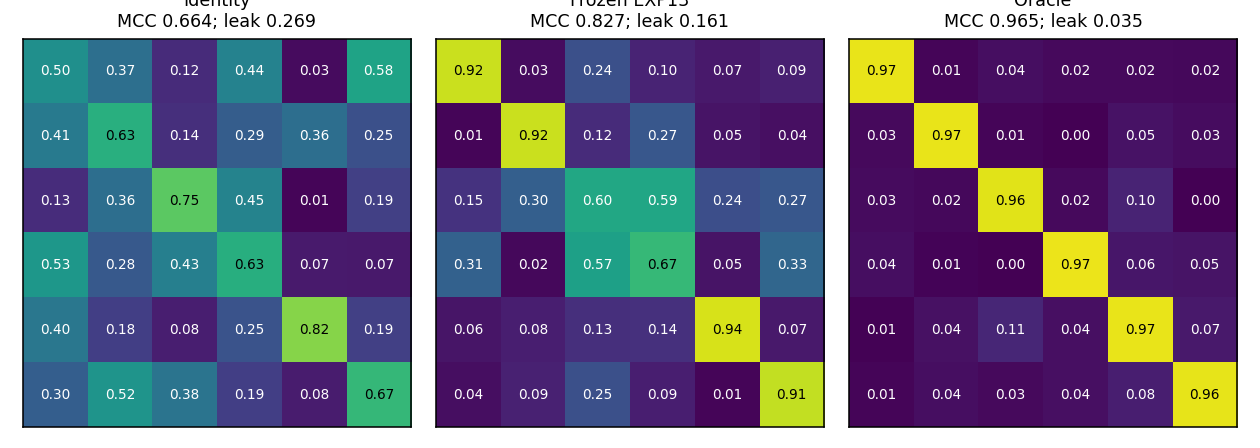 Identity
MCC 0.664; leak 0.269
Frozen EXP13
MCC 0.827; leak 0.161
Oracle
MCC 0.965; leak 0.035
0.50 0.37 0.12 0.44 0.03 0.58
0.41 0.63 0.14 0.29 0.36 0.25
0.13 0.36 0.75 0.45 0.01 0.19
0.53 0.28 0.43 0.63 0.07 0.07
0.40 0.18 0.08 0.25 0.82 0.19
0.30 0.52 0.38 0.19 0.08 0.67
0.92 0.03 0.24 0.10 0.07 0.09
0.01 0.92 0.12 0.27 0.05 0.04
0.15 0.30 0.60 0.59 0.24 0.27
0.31 0.02 0.57 0.67 0.05 0.33
0.06 0.08 0.13 0.14 0.94 0.07
0.04 0.09 0.25 0.09 0.01 0.91
0.97 0.01 0.04 0.02 0.02 0.02
0.03 0.97 0.01 0.00 0.05 0.03
0.03 0.02 0.96 0.02 0.10 0.00
0.04 0.01 0.00 0.97 0.06 0.05
0.01 0.04 0.11 0.04 0.97 0.07
0.01 0.04 0.03 0.04 0.08 0.96